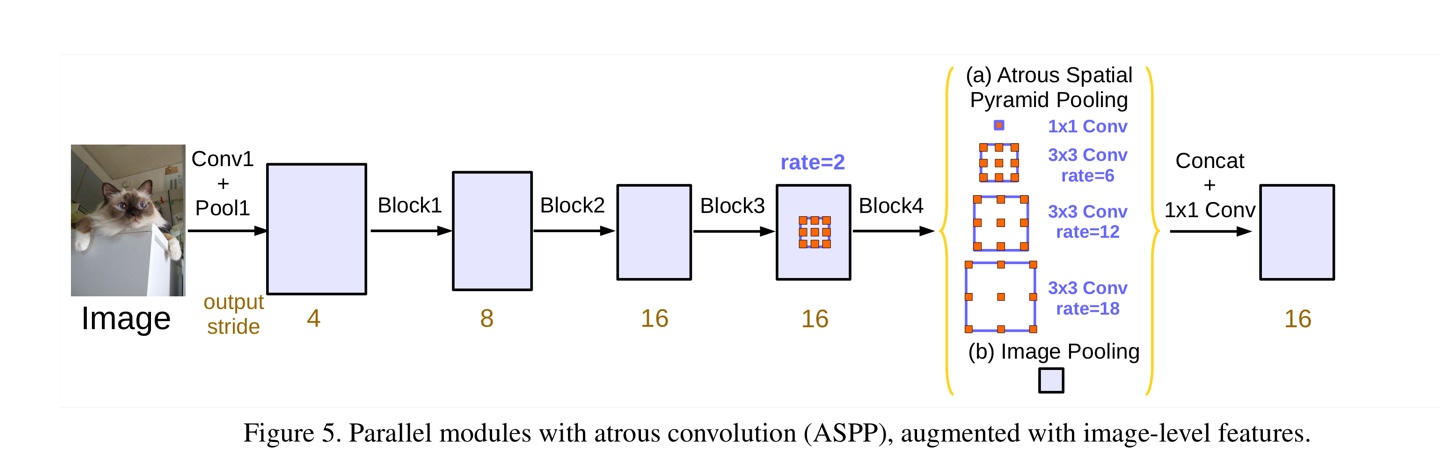 Conv1
+
Pool1
Image
output
stride
4
Block1
8
Block2
16
Block3
rate=2
16
Block4
(a) Atrous Spatial
Pyramid Pooling
1x1 Conv
3x3 Conv
rate=6
3x3 Conv
rate=12
3x3 Conv
rate=18
(b) Image Pooling
Concat
+
1x1 Conv
16
Figure 5. Parallel modules with atrous convolution (ASPP), augmented with image-level features.